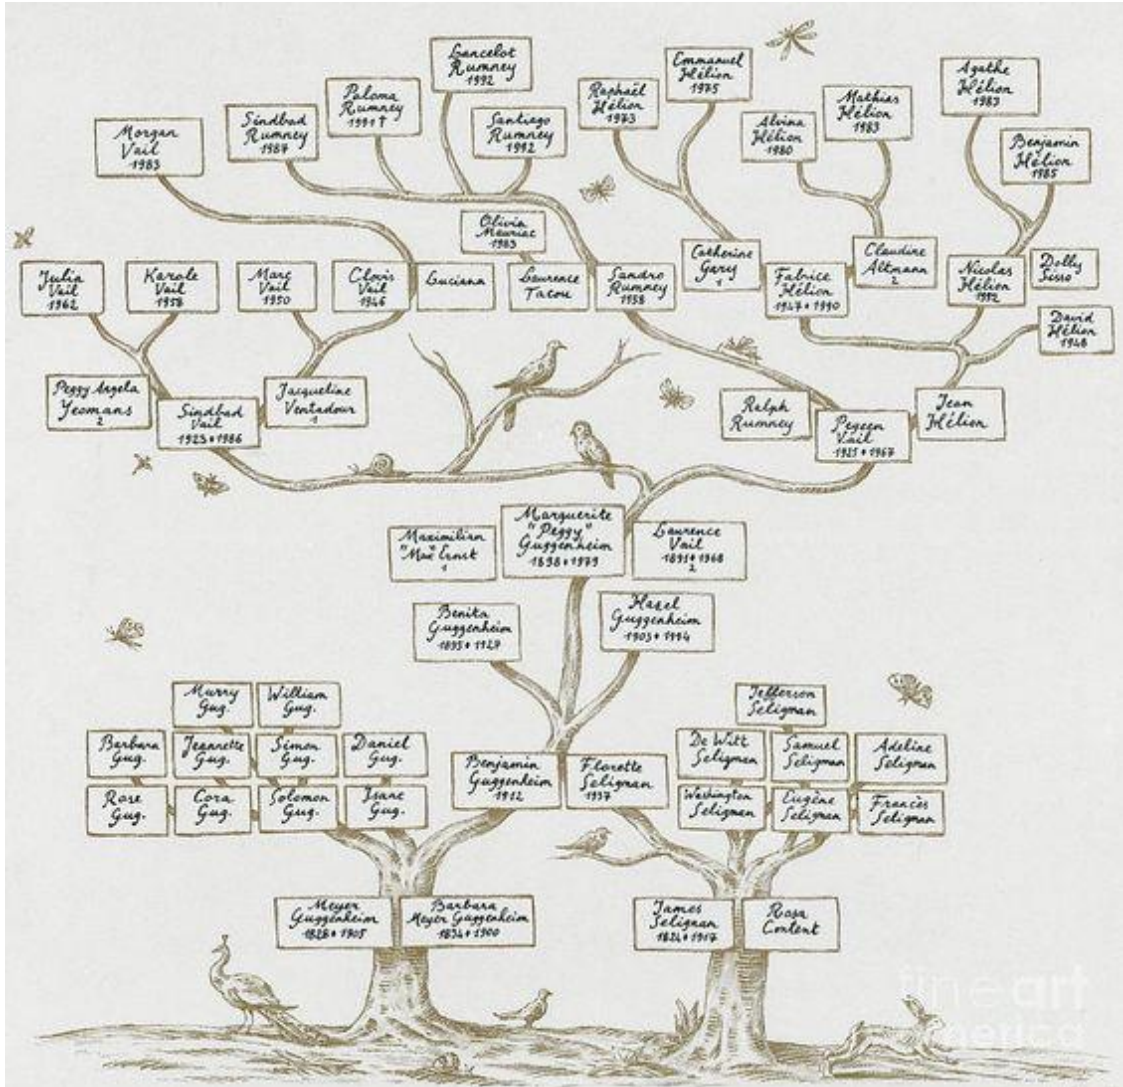 Lancelot
Rumney
1992
Emmanuel
Hélion
1975
Agathe
Hélion
1983
Paloma
Rumney
1991 †
Raphaël
Hélion
1973
Mathias
Hélion
1983
Sindbad
Rumney
1987
Santiago
Rumney
1992
Alvina
Hélion
1980
Morgan
Vail
1983
Benjamin
Hélion
1985
Olivia
Mauriac
1983
Catherine
Gary
1
Claudine
Altmann
2
Julia
Vail
1962
Karole
Vail
1958
Marc
Vail
1950
Clovis
Vail
1946
Luciana
Laurence
Tacou
Sandro
Rumney
1958
Fabrice
Hélion
1947 + 1990
Nicolas
Hélion
1952
Dolby
Sisso
David
Hélion
1948
Peggy Angela
Yeomans
2
Sindbad
Vail
1923 + 1986
Jacqueline
Ventadour
1
Ralph
Rumney
Pegeen
Vail
1925 + 1967
Jean
Hélion
Maximilian
"Max" Ernst
1
Marguerite
"Peggy"
Guggenheim
1898 + 1979
Laurence
Vail
1891 + 1968
2
Benita
Guggenheim
1895 + 1927
Hazel
Guggenheim
1903 + 1994
Murry
Gug.
William
Gug.
Jefferson
Seligman
Barbara
Gug.
Jeannette
Gug.
Simon
Gug.
Daniel
Gug.
Benjamin
Guggenheim
1912
Florette
Seligman
1937
De Witt
Seligman
Samuel
Seligman
Adeline
Seligman
Rose
Gug.
Cora
Gug.
Solomon
Gug.
Isaac
Gug.
Washington
Seligman
Eugène
Seligman
Francès
Seligman
Meyer
Guggenheim
1828 + 1905
Barbara
Meyer Guggenheim
1834 + 1900
James
Seligman
1824 + 1917
Rosa
Content
fine art
america